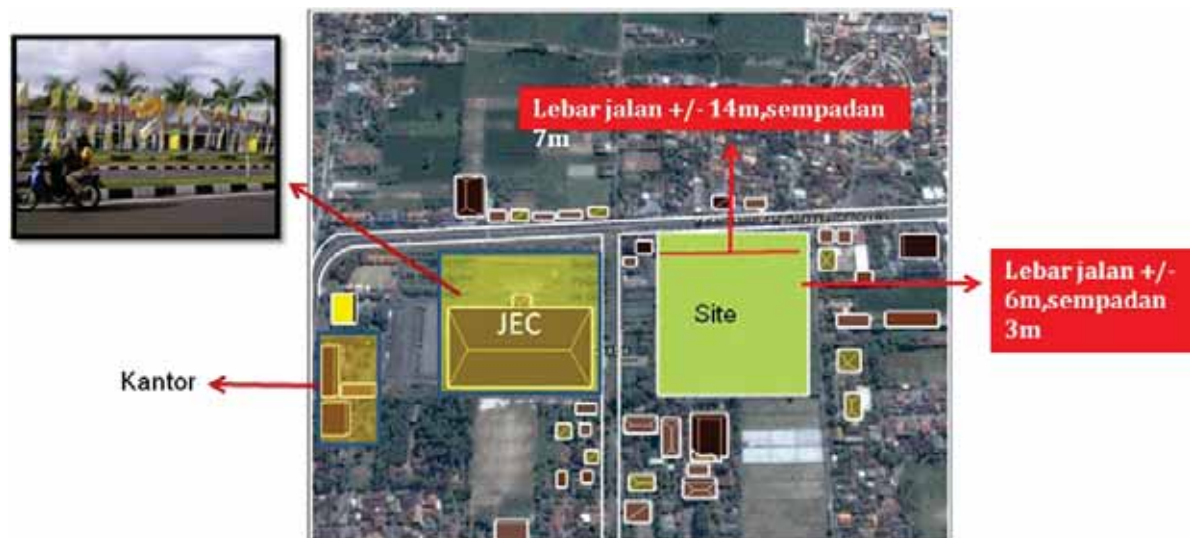 Lebar jalan +/- 14m,sempadan
7m
Lebar jalan +/-
6m,sempadan
3m
JEC
Site
Kantor